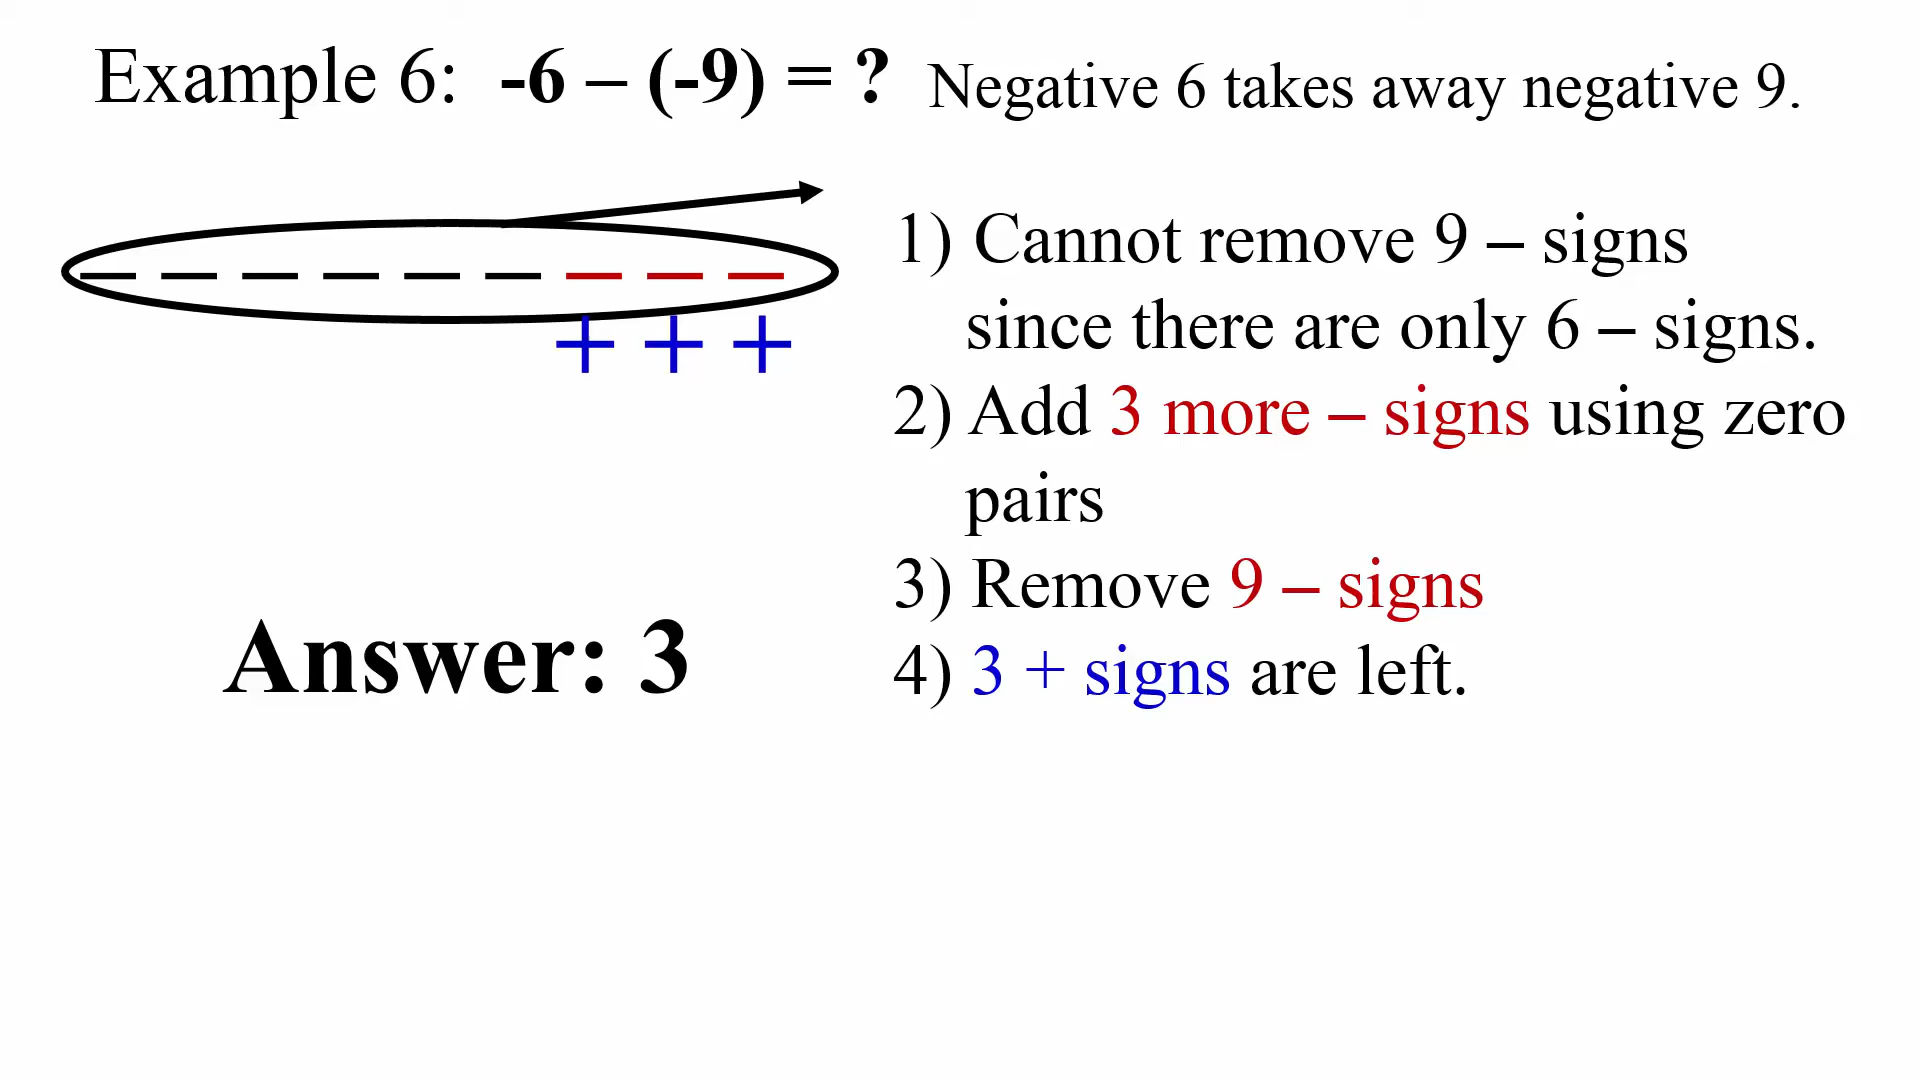 Example 6: -6 – (-9) = ? Negative 6 takes away negative 9.
– – – – – – – – –
+ + +
1) Cannot remove 9 – signs
since there are only 6 – signs.
2) Add 3 more – signs using zero
pairs
3) Remove 9 – signs
4) 3 + signs are left.
Answer: 3